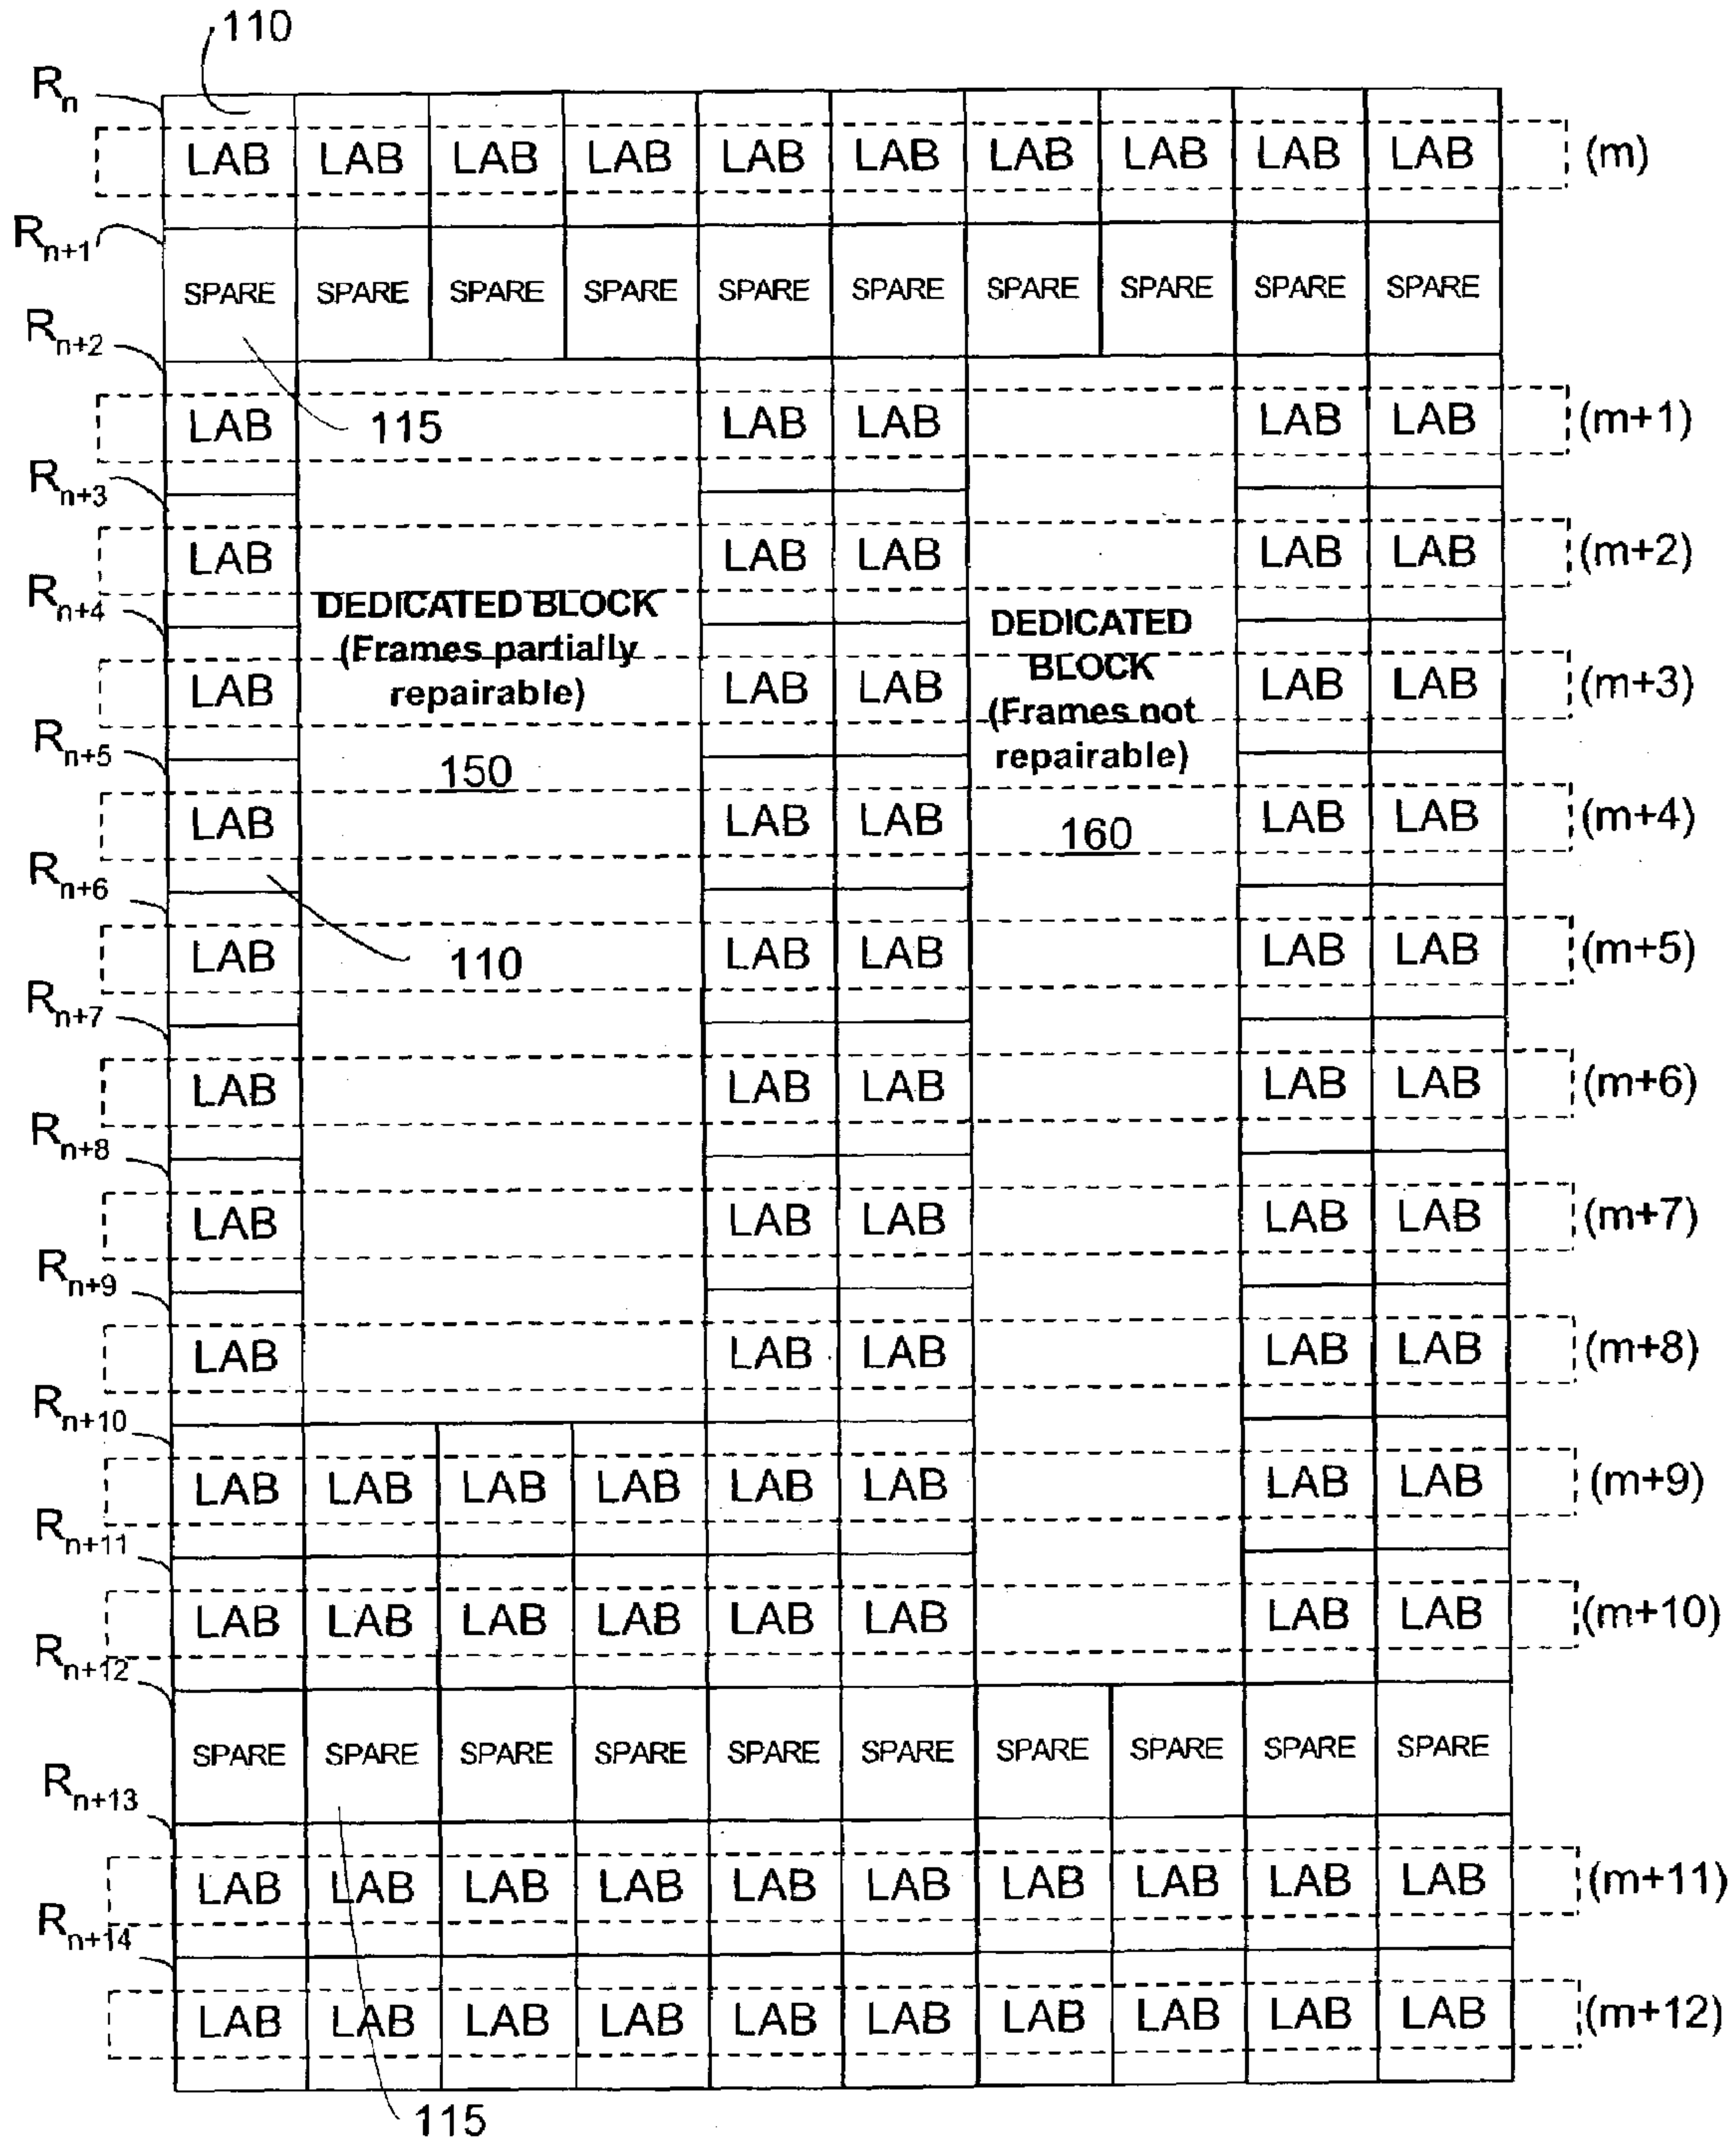 110
Rn
LAB LAB LAB LAB LAB LAB LAB LAB LAB LAB (m)
Rn+1
SPARE SPARE SPARE SPARE SPARE SPARE SPARE SPARE SPARE SPARE
Rn+2
LAB 115 LAB LAB LAB LAB (m+1)
Rn+3
LAB LAB LAB LAB LAB (m+2)
Rn+4
DEDICATED BLOCK
(Frames partially
repairable)
150
DEDICATED
BLOCK
(Frames not
repairable)
160
LAB LAB LAB LAB LAB (m+3)
Rn+5
LAB LAB LAB LAB LAB (m+4)
Rn+6
LAB 110 LAB LAB LAB LAB (m+5)
Rn+7
LAB LAB LAB LAB LAB (m+6)
Rn+8
LAB LAB LAB LAB LAB (m+7)
Rn+9
LAB LAB LAB LAB LAB (m+8)
Rn+10
LAB LAB LAB LAB LAB LAB LAB LAB (m+9)
Rn+11
LAB LAB LAB LAB LAB LAB LAB LAB (m+10)
Rn+12
SPARE SPARE SPARE SPARE SPARE SPARE SPARE SPARE SPARE SPARE
Rn+13
LAB LAB LAB LAB LAB LAB LAB LAB LAB LAB (m+11)
Rn+14
LAB LAB LAB LAB LAB LAB LAB LAB LAB LAB (m+12)
115